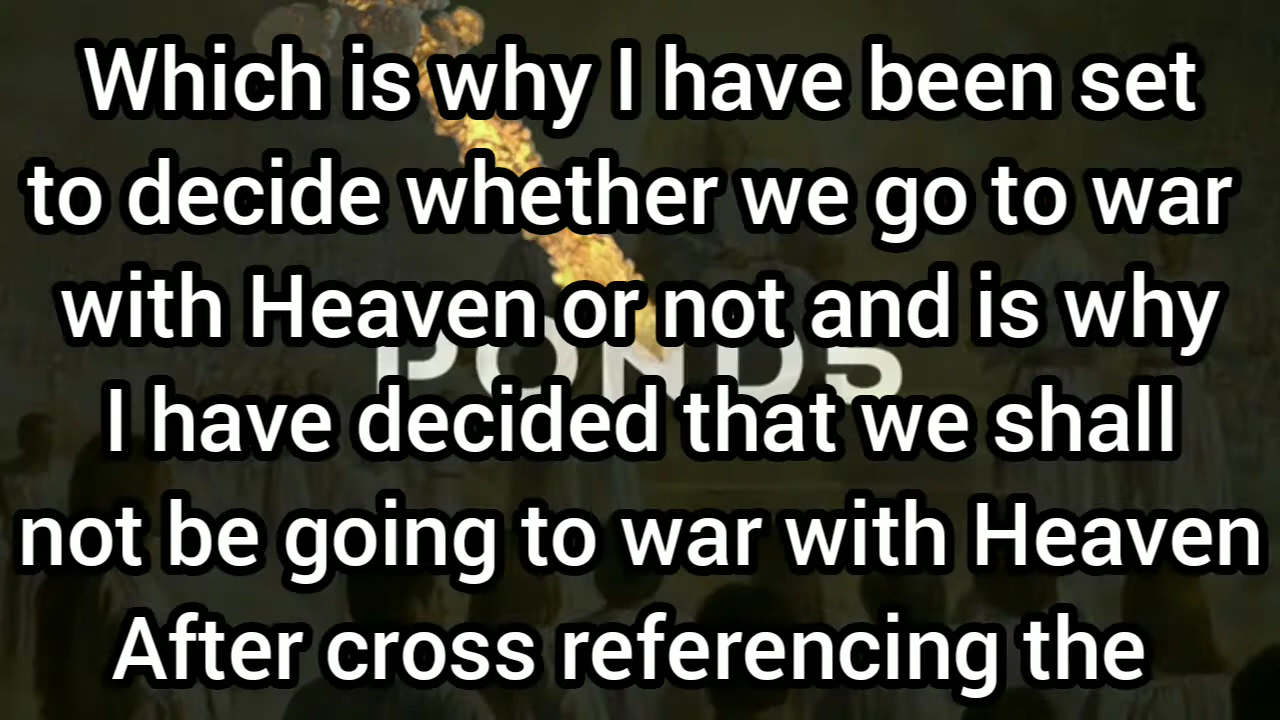 Which is why I have been set
to decide whether we go to war
with Heaven or not and is why
PONDS
I have decided that we shall
not be going to war with Heaven
After cross referencing the